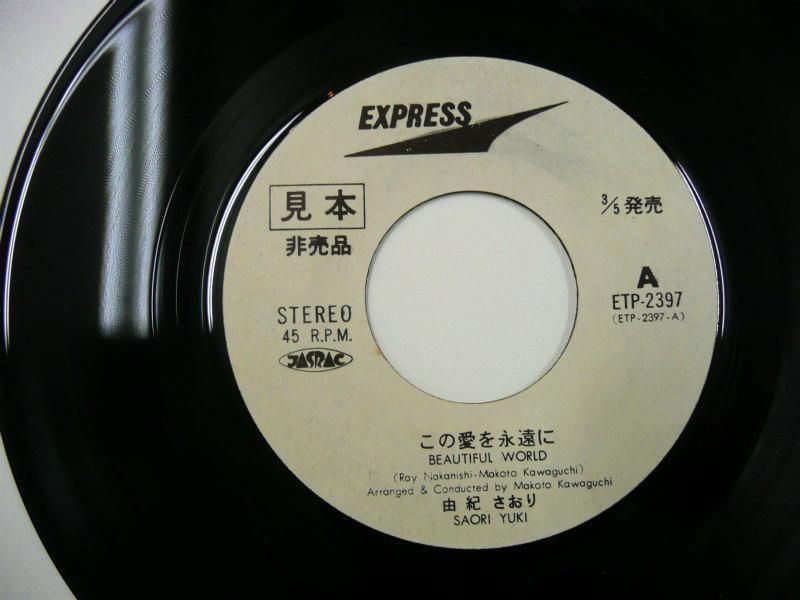 EXPRESS
見本
非売品
3/5 発売
STEREO
45 R.P.M.
JASRAC
A
ETP-2397
(ETP-2397-A)
この愛を永遠に
BEAUTIFUL WORLD
(Ray Nakanishi-Makoto Kawaguchi)
Arranged & Conducted by Makoto Kawaguchi
由紀さおり
SAORI YUKI